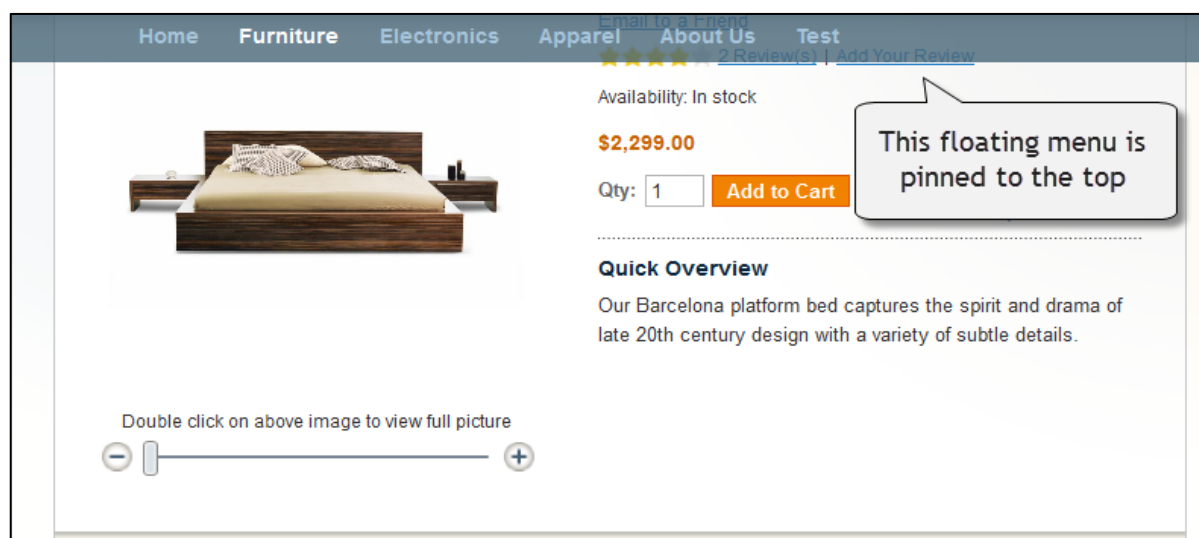 Email to a Friend
Home Furniture Electronics Apparel About Us Test
2 Review(s) | Add Your Review
Availability: In stock
$2,299.00
This floating menu is
pinned to the top
Qty: 1 Add to Cart
Quick Overview
Our Barcelona platform bed captures the spirit and drama of
late 20th century design with a variety of subtle details.
Double click on above image to view full picture